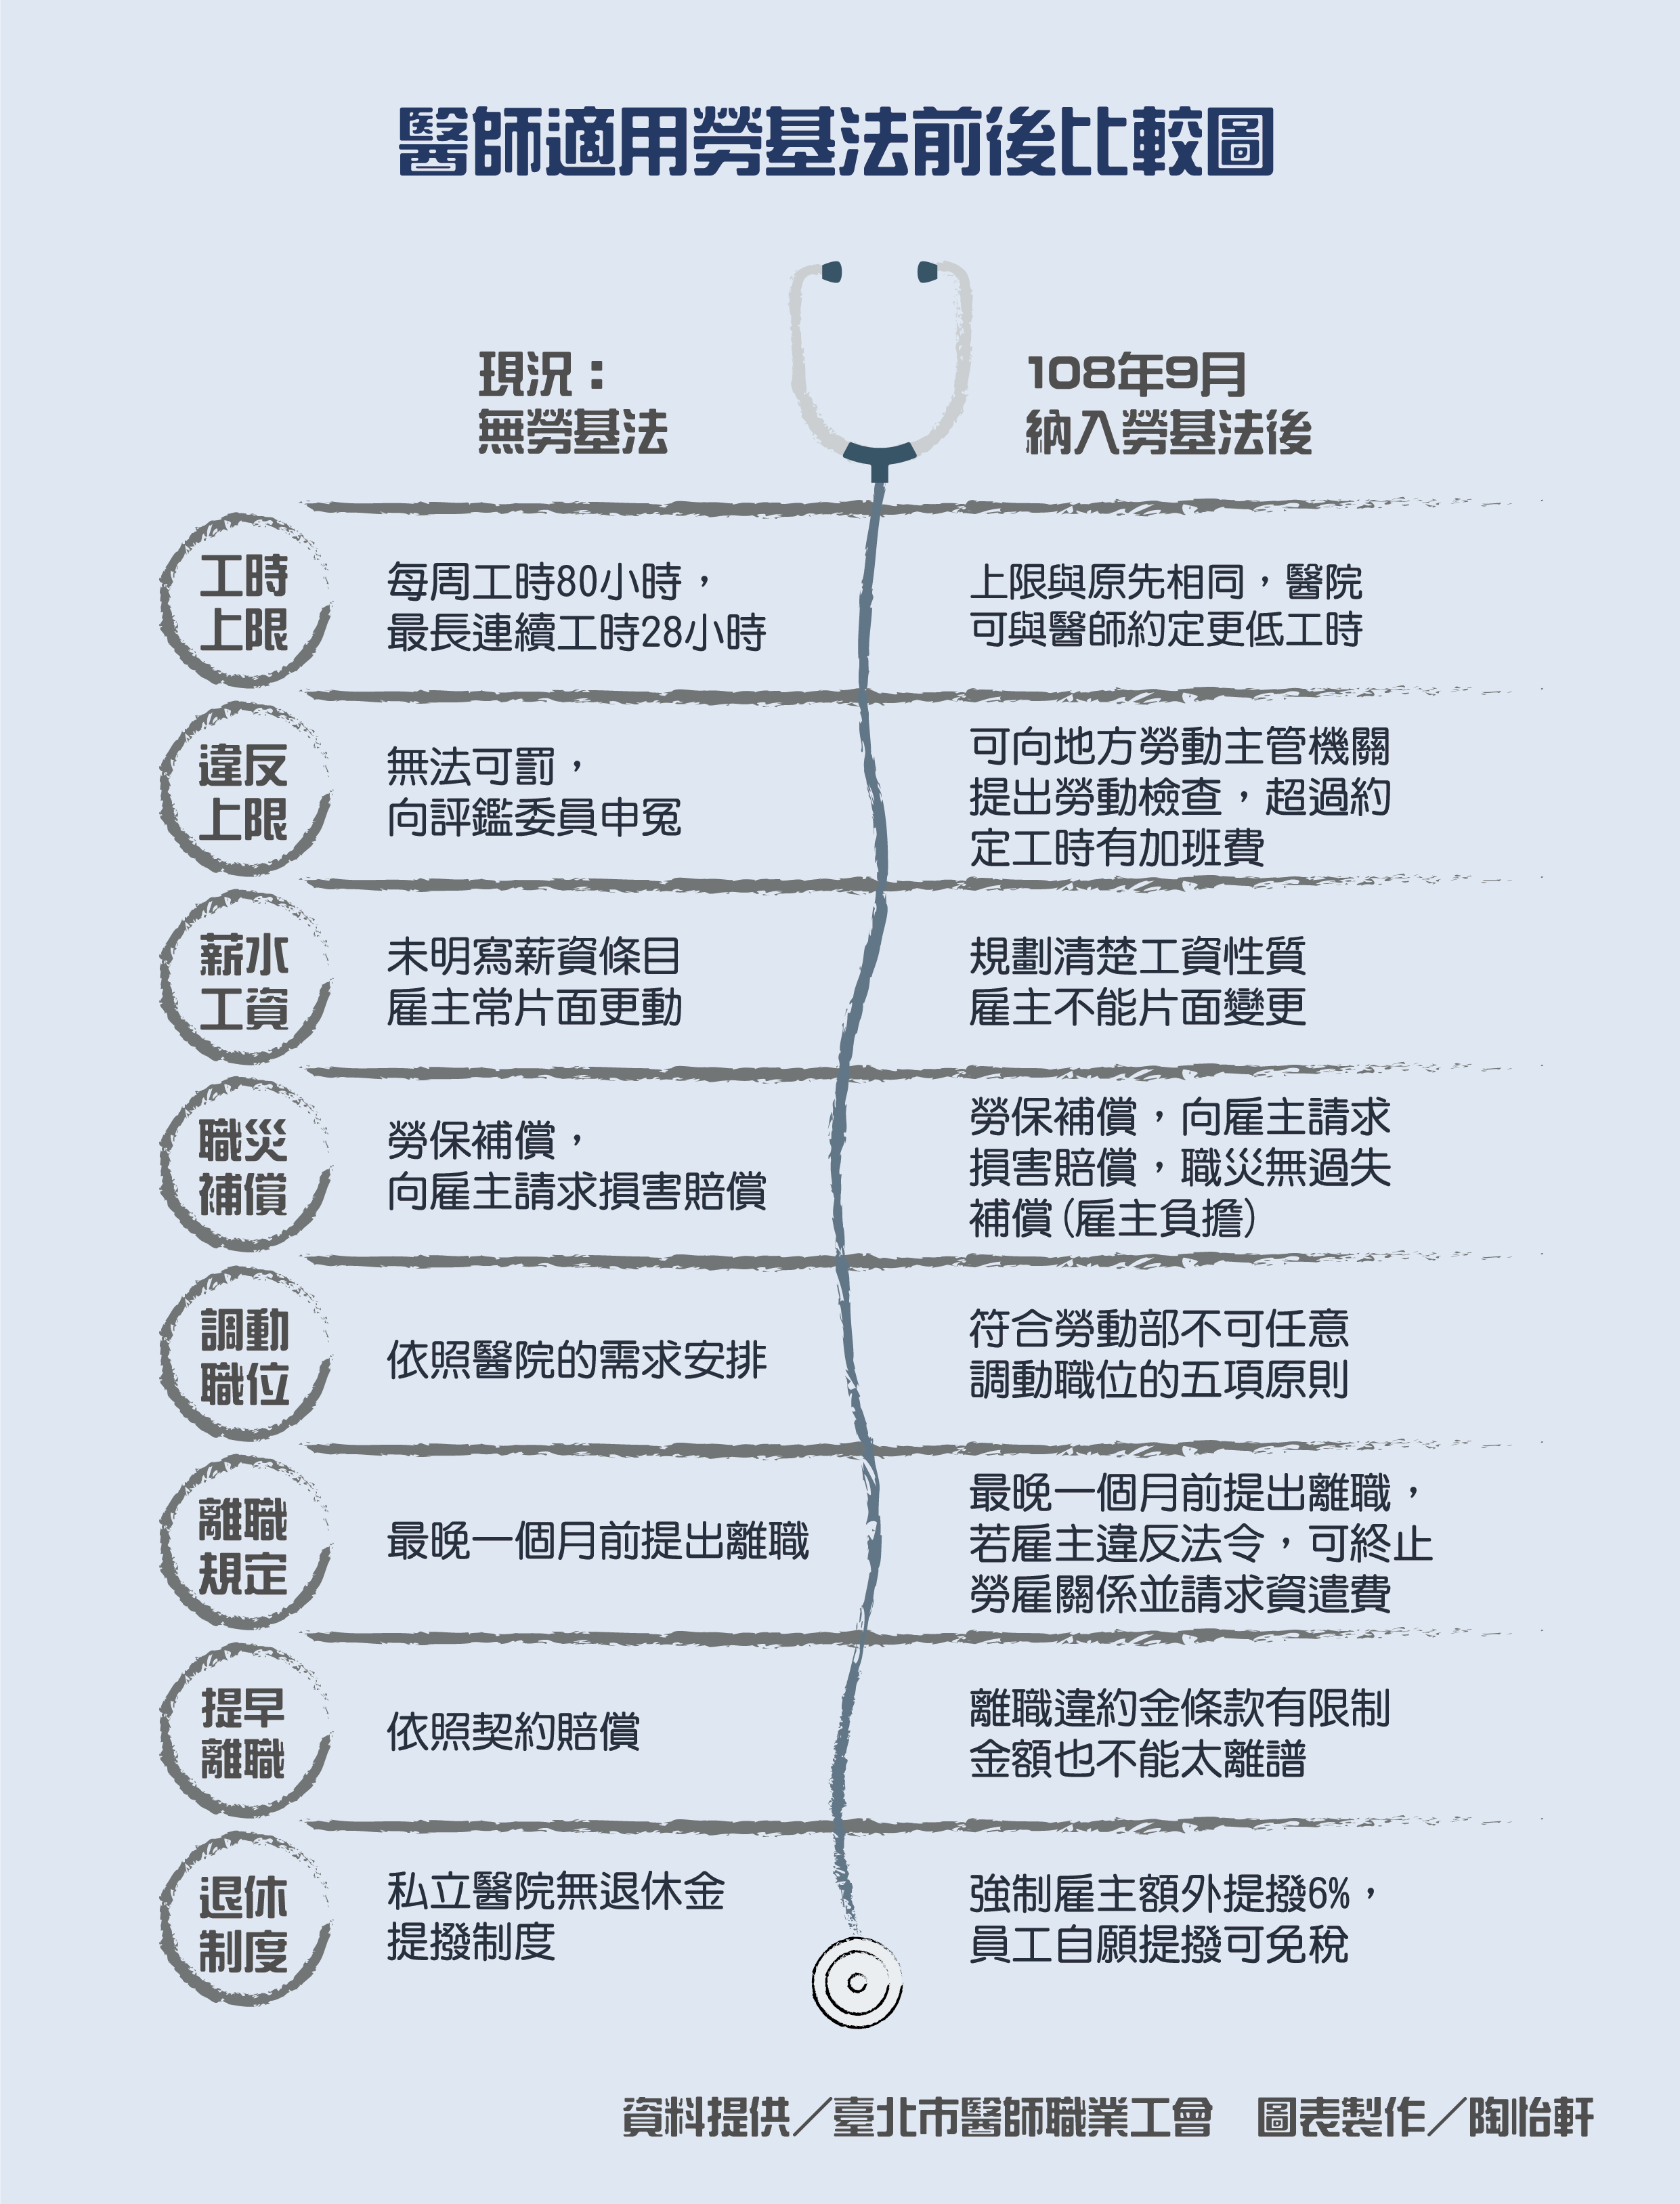 醫師適用勞基法前後比較圖
現況：
無勞基法
108年9月
納入勞基法後
工時
上限
每周工時80小時，
最長連續工時28小時
上限與原先相同，醫院
可與醫師約定更低工時
違反
上限
無法可罰，
向評鑑委員申冤
可向地方勞動主管機關
提出勞動檢查，超過約
定工時有加班費
薪水
工資
未明寫薪資條目
雇主常片面更動
規劃清楚工資性質
雇主不能片面變更
職災
補償
勞保補償，
向雇主請求損害賠償
勞保補償，向雇主請求
損害賠償，職災無過失
補償(雇主負擔)
調動
職位
依照醫院的需求安排
符合勞動部不可任意
調動職位的五項原則
離職
規定
最晚一個月前提出離職
最晚一個月前提出離職，
若雇主違反法令，可終止
勞雇關係並請求資遣費
提早
離職
依照契約賠償
離職違約金條款有限制
金額也不能太離譜
退休
制度
私立醫院無退休金
提撥制度
強制雇主額外提撥6%，
員工自願提撥可免稅
資料提供／臺北市醫師職業工會　圖表製作／陶怡軒